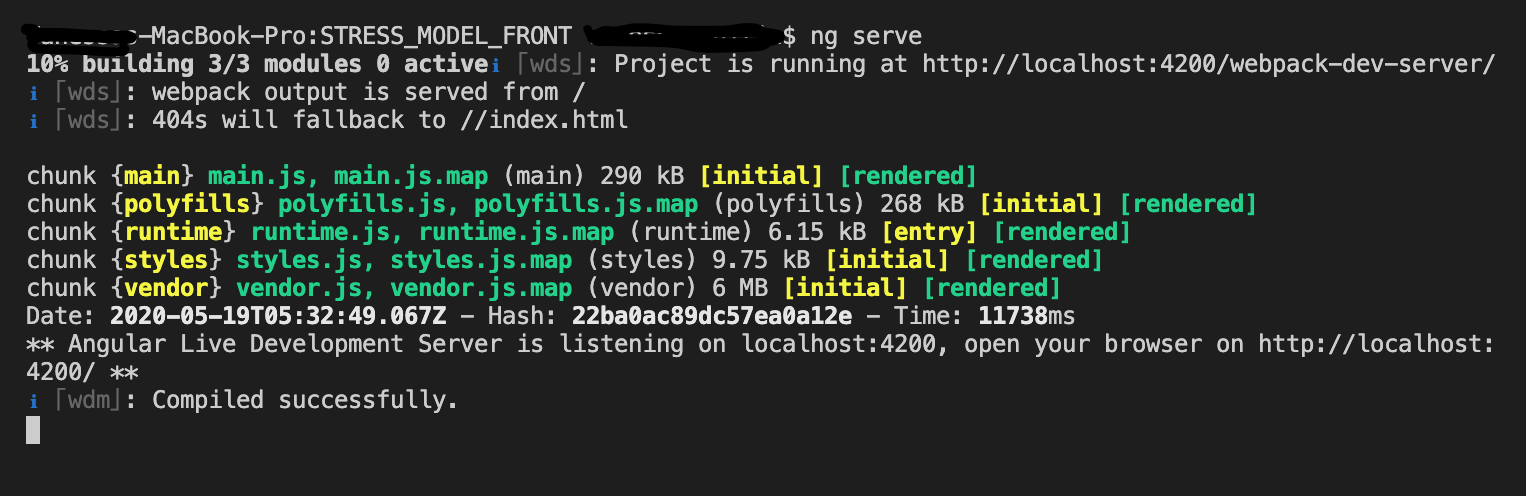 -MacBook-Pro:STRESS_MODEL_FRONT $ ng serve
10% building 3/3 modules 0 activeℹ ｢wds｣: Project is running at http://localhost:4200/webpack-dev-server/
ℹ ｢wds｣: webpack output is served from /
ℹ ｢wds｣: 404s will fallback to //index.html
chunk {main} main.js, main.js.map (main) 290 kB [initial] [rendered]
chunk {polyfills} polyfills.js, polyfills.js.map (polyfills) 268 kB [initial] [rendered]
chunk {runtime} runtime.js, runtime.js.map (runtime) 6.15 kB [entry] [rendered]
chunk {styles} styles.js, styles.js.map (styles) 9.75 kB [initial] [rendered]
chunk {vendor} vendor.js, vendor.js.map (vendor) 6 MB [initial] [rendered]
Date: 2020-05-19T05:32:49.067Z - Hash: 22ba0ac89dc57ea0a12e - Time: 11738ms
** Angular Live Development Server is listening on localhost:4200, open your browser on http://localhost:
4200/ **
ℹ ｢wdm｣: Compiled successfully.